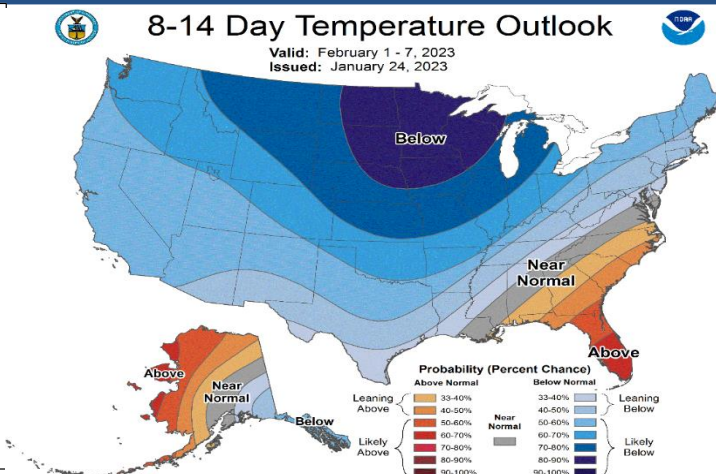 8-14 Day Temperature Outlook
Valid: February 1 - 7, 2023
Issued: January 24, 2023
NOAA
Below
Near
Normal
Above
Above
Near
Normal
Below
Probability (Percent Chance)
Above Normal
Below Normal
Leaning
Above
33-40%
40-50%
Likely
Above
50-60%
60-70%
70-80%
80-90%
90-100%
Near
Normal
33-40%
40-50%
Leaning
Below
50-60%
60-70%
70-80%
80-90%
90-100%
Likely
Below